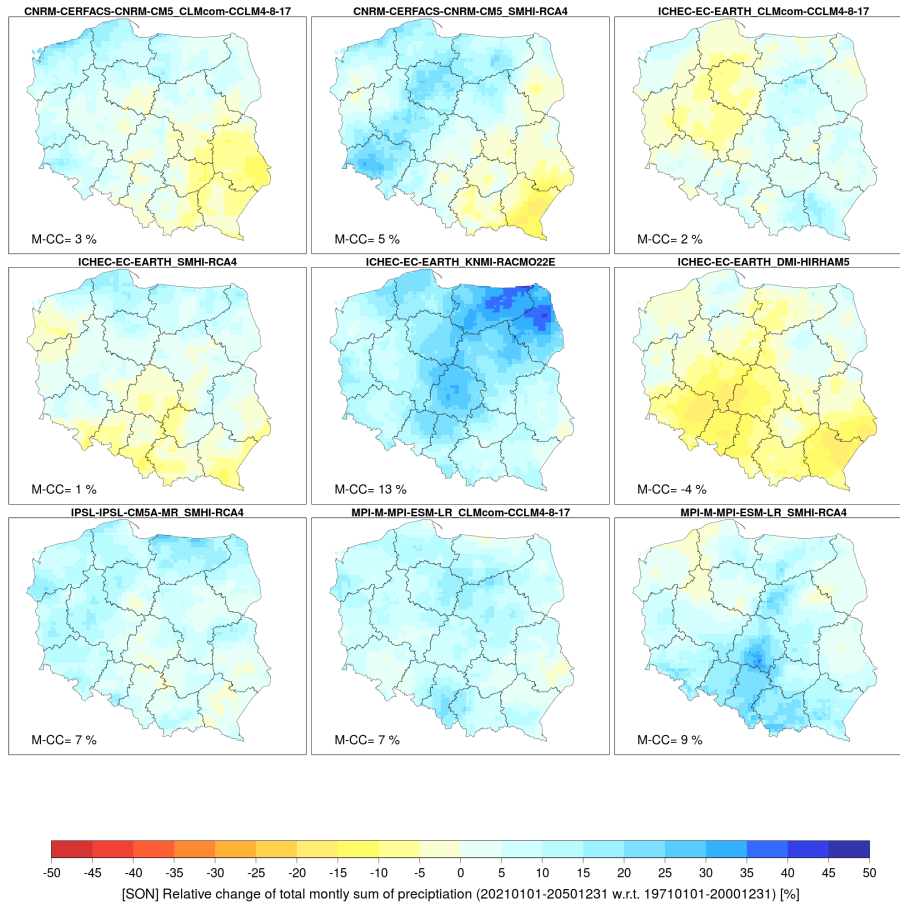 CNRM-CERFACS-CNRM-CM5_CLMcom-CCLM4-8-17
CNRM-CERFACS-CNRM-CM5_SMHI-RCA4
ICHEC-EC-EARTH_CLMcom-CCLM4-8-17
M-CC= 3 %
M-CC= 5 %
M-CC= 2 %
ICHEC-EC-EARTH_SMHI-RCA4
ICHEC-EC-EARTH_KNMI-RACMO22E
ICHEC-EC-EARTH_DMI-HIRHAM5
M-CC= 1 %
M-CC= 13 %
M-CC= -4 %
IPSL-IPSL-CM5A-MR_SMHI-RCA4
MPI-M-MPI-ESM-LR_CLMcom-CCLM4-8-17
MPI-M-MPI-ESM-LR_SMHI-RCA4
M-CC= 7 %
M-CC= 7 %
M-CC= 9 %
-50 -45 -40 -35 -30 -25 -20 -15 -10 -5 0 5 10 15 20 25 30 35 40 45 50
[SON] Relative change of total montly sum of preciptiation (20210101-20501231 w.r.t. 19710101-20001231) [%]